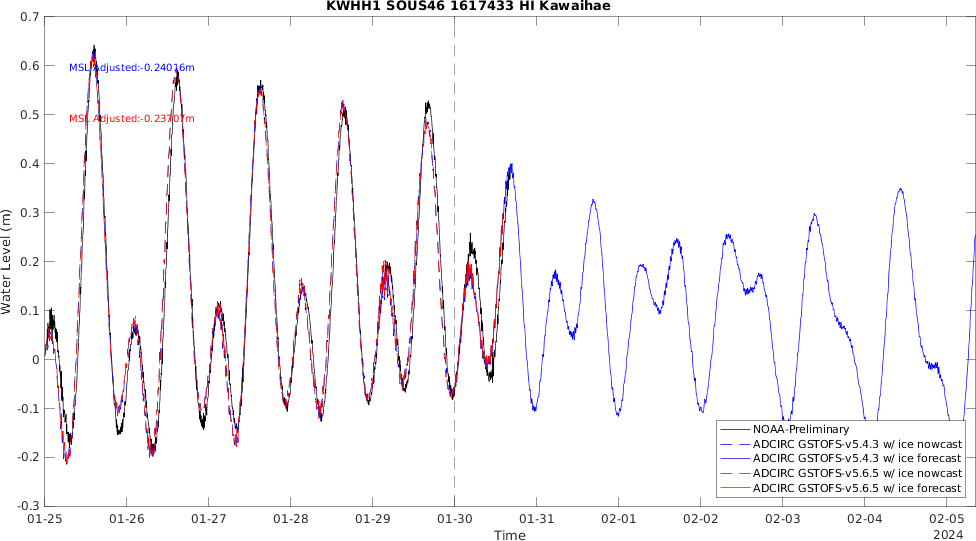 KWHH1 SOUS46 1617433 HI Kawaihae
0.7
0.6
0.5
0.4
0.3
0.2
0.1
0
-0.1
-0.2
-0.3
Water Level (m)
MSL Adjusted:-0.24016m
MSL Adjusted:-0.23707m
NOAA-Preliminary
ADCIRC GSTOFS-v5.4.3 w/ ice nowcast
ADCIRC GSTOFS-v5.4.3 w/ ice forecast
ADCIRC GSTOFS-v5.6.5 w/ ice nowcast
ADCIRC GSTOFS-v5.6.5 w/ ice forecast
01-25 01-26 01-27 01-28 01-29 01-30 01-31 02-01 02-02 02-03 02-04 02-05
2024
Time